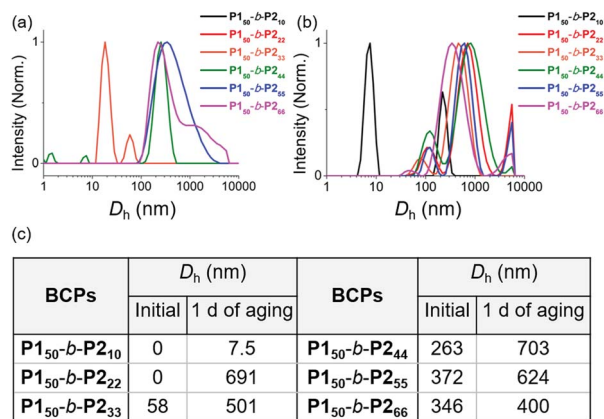 (a)
P1₅₀-b-P2₁₀
P1₅₀-b-P2₂₂
P1₅₀-b-P2₃₃
P1₅₀-b-P2₄₄
P1₅₀-b-P2₅₅
P1₅₀-b-P2₆₆
Intensity (Norm.)
1
0
1 10 100 1000 10000
Dₕ (nm)
(b)
P1₅₀-b-P2₁₀
P1₅₀-b-P2₂₂
P1₅₀-b-P2₃₃
P1₅₀-b-P2₄₄
P1₅₀-b-P2₅₅
P1₅₀-b-P2₆₆
Intensity (Norm.)
1
0
1 10 100 1000 10000
Dₕ (nm)
(c)
BCPs Dₕ (nm) BCPs Dₕ (nm)
Initial 1 d of aging Initial 1 d of aging
P1₅₀-b-P2₁₀ 0 7.5 P1₅₀-b-P2₄₄ 263 703
P1₅₀-b-P2₂₂ 0 691 P1₅₀-b-P2₅₅ 372 624
P1₅₀-b-P2₃₃ 58 501 P1₅₀-b-P2₆₆ 346 400